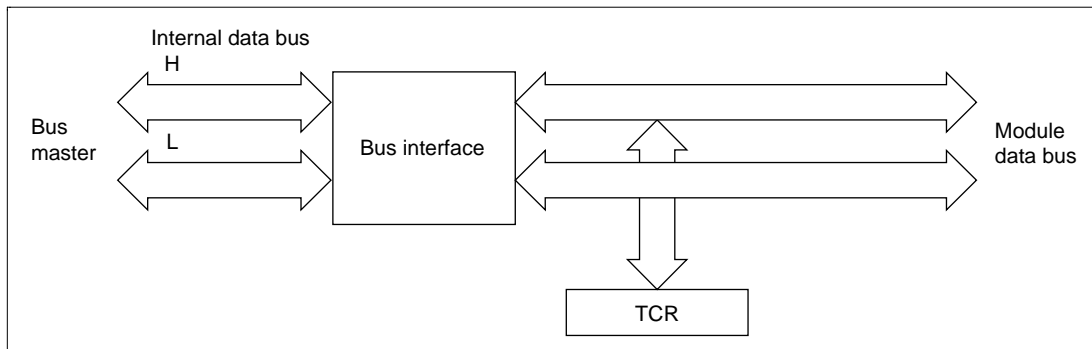 Internal data bus
H
Bus
master
L
Bus interface
Module
data bus
TCR